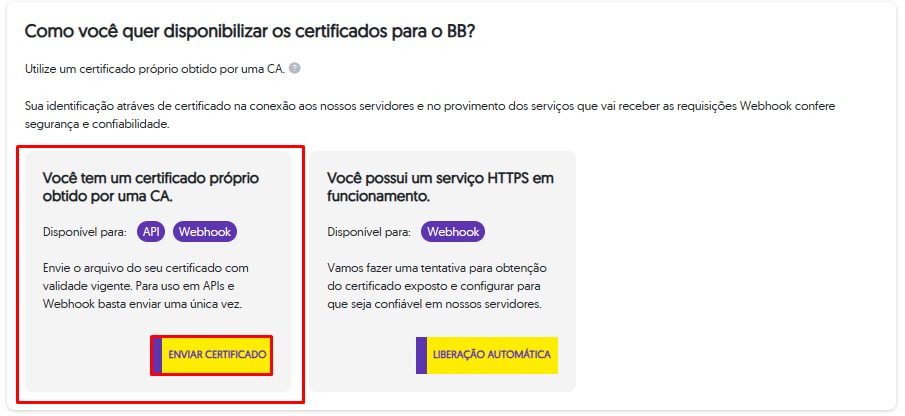 Como você quer disponibilizar os certificados para o BB?
Utilize um certificado próprio obtido por uma CA. ?
Sua identificação atráves de certificado na conexão aos nossos servidores e no provimento dos serviços que vai receber as requisições Webhook confere
segurança e confiabilidade.
Você tem um certificado próprio
obtido por uma CA.
Disponível para: API Webhook
Envie o arquivo do seu certificado com
validade vigente. Para uso em APIs e
Webhook basta enviar uma única vez.
ENVIAR CERTIFICADO
Você possui um serviço HTTPS em
funcionamento.
Disponível para: Webhook
Vamos fazer uma tentativa para obtenção
do certificado exposto e configurar para
que seja confiável em nossos servidores.
LIBERAÇÃO AUTOMÁTICA